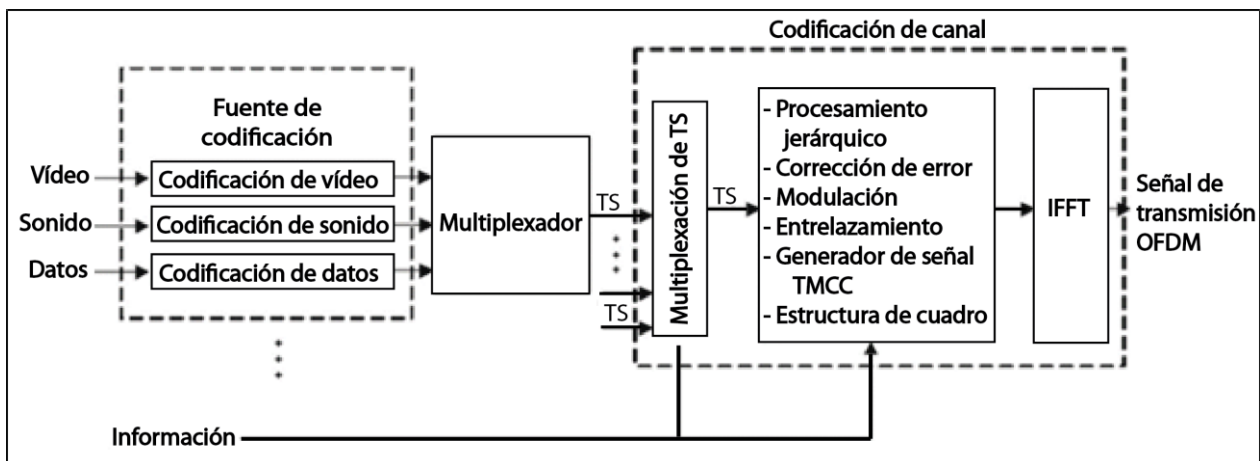 Codificación de canal
Fuente de
codificación
Vídeo
Codificación de vídeo
Sonido
Codificación de sonido
Datos
Codificación de datos
Multiplexador
TS
TS
Multiplexación de TS
TS
- Procesamiento
jerárquico
- Corrección de error
- Modulación
- Entrelazamiento
- Generador de señal
TMCC
- Estructura de cuadro
IFFT
Señal de
transmisión
OFDM
Información